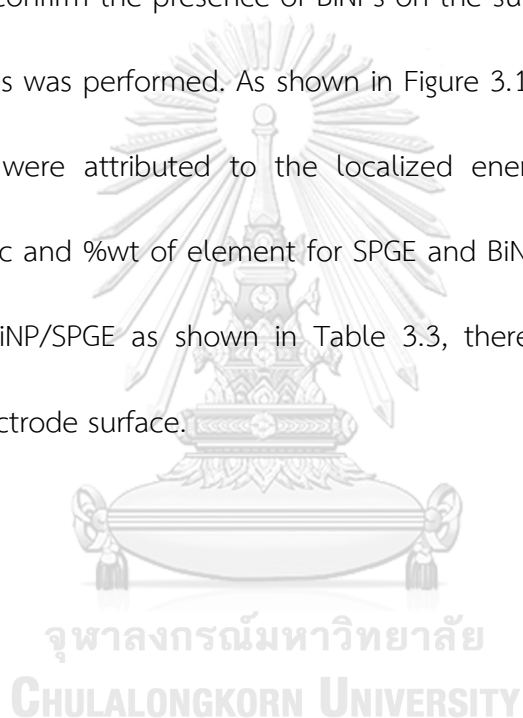 confirm the presence of BiNPs on the su
s was performed. As shown in Figure 3.1
were attributed to the localized ener
c and %wt of element for SPGE and BiN
iNP/SPGE as shown in Table 3.3, there
ctrode surface.
จุฬาลงกรณ์มหาวิทยาลัย
CHULALONGKORN UNIVERSITY